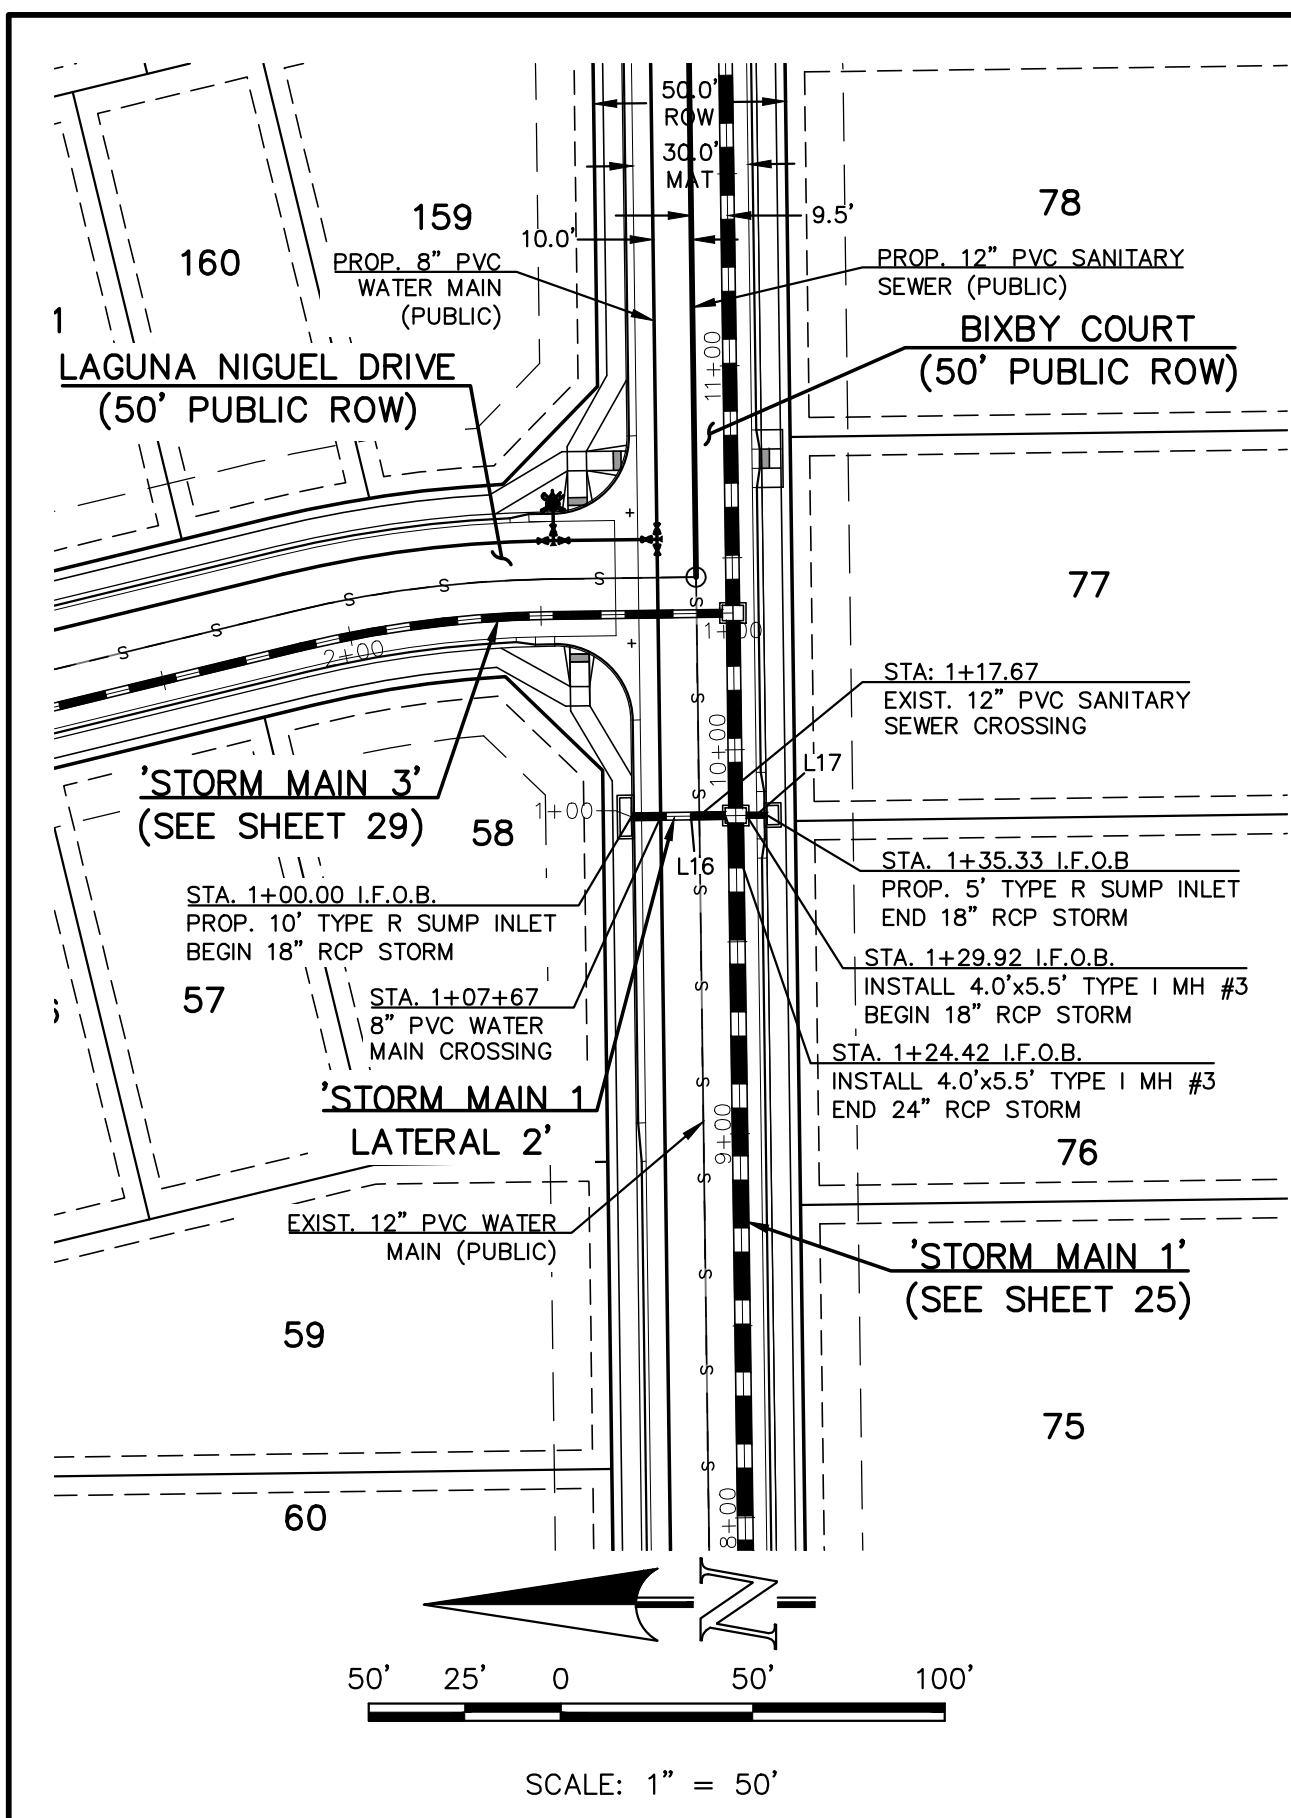 50.0'
ROW
30.0'
MAT
159
78
9.5'
10.0'
160
PROP. 8" PVC
WATER MAIN
(PUBLIC)
PROP. 12" PVC SANITARY
SEWER (PUBLIC)
1
BIXBY COURT
(50' PUBLIC ROW)
11+00
LAGUNA NIGUEL DRIVE
(50' PUBLIC ROW)
77
S
S
S
S
S
1+00
2+00
STA: 1+17.67
EXIST. 12" PVC SANITARY
SEWER CROSSING
S
10+00
L17
'STORM MAIN 3'
(SEE SHEET 29)
S
1+00
58
L16
STA. 1+35.33 I.F.O.B
PROP. 5' TYPE R SUMP INLET
END 18" RCP STORM
STA. 1+00.00 I.F.O.B.
PROP. 10' TYPE R SUMP INLET
BEGIN 18" RCP STORM
S
STA. 1+29.92 I.F.O.B.
INSTALL 4.0'x5.5' TYPE I MH #3
BEGIN 18" RCP STORM
57
STA. 1+07+67
8" PVC WATER
MAIN CROSSING
S
STA. 1+24.42 I.F.O.B.
INSTALL 4.0'x5.5' TYPE I MH #3
END 24" RCP STORM
'STORM MAIN 1
LATERAL 2'
S
9+00
76
S
EXIST. 12" PVC WATER
MAIN (PUBLIC)
'STORM MAIN 1'
(SEE SHEET 25)
S
59
S
75
S
8+00
60
N
50' 25' 0 50' 100'
SCALE: 1" = 50'